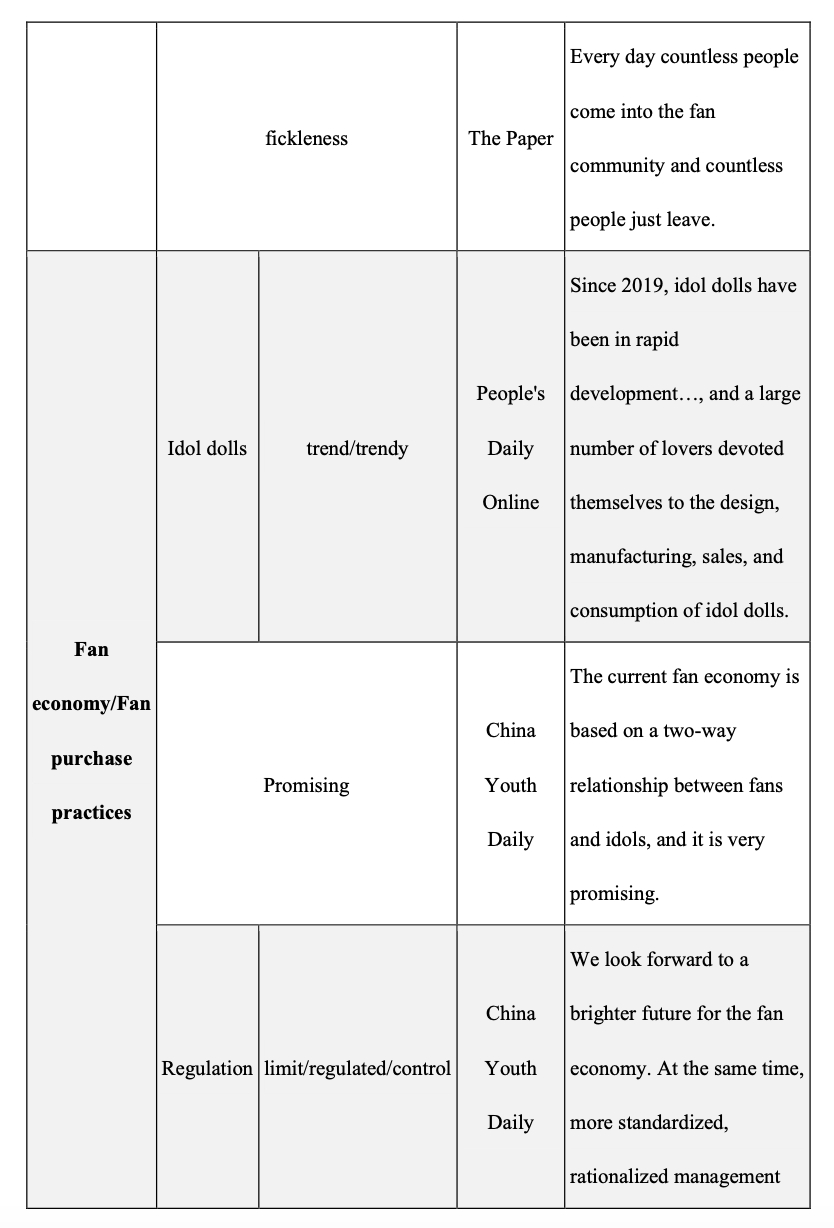 fickleness
The Paper
Every day countless people
come into the fan
community and countless
people just leave.
Fan
economy/Fan
purchase
practices
Idol dolls
trend/trendy
People's
Daily
Online
Since 2019, idol dolls have
been in rapid
development…, and a large
number of lovers devoted
themselves to the design,
manufacturing, sales, and
consumption of idol dolls.
Promising
China
Youth
Daily
The current fan economy is
based on a two-way
relationship between fans
and idols, and it is very
promising.
Regulation
limit/regulated/control
China
Youth
Daily
We look forward to a
brighter future for the fan
economy. At the same time,
more standardized,
rationalized management